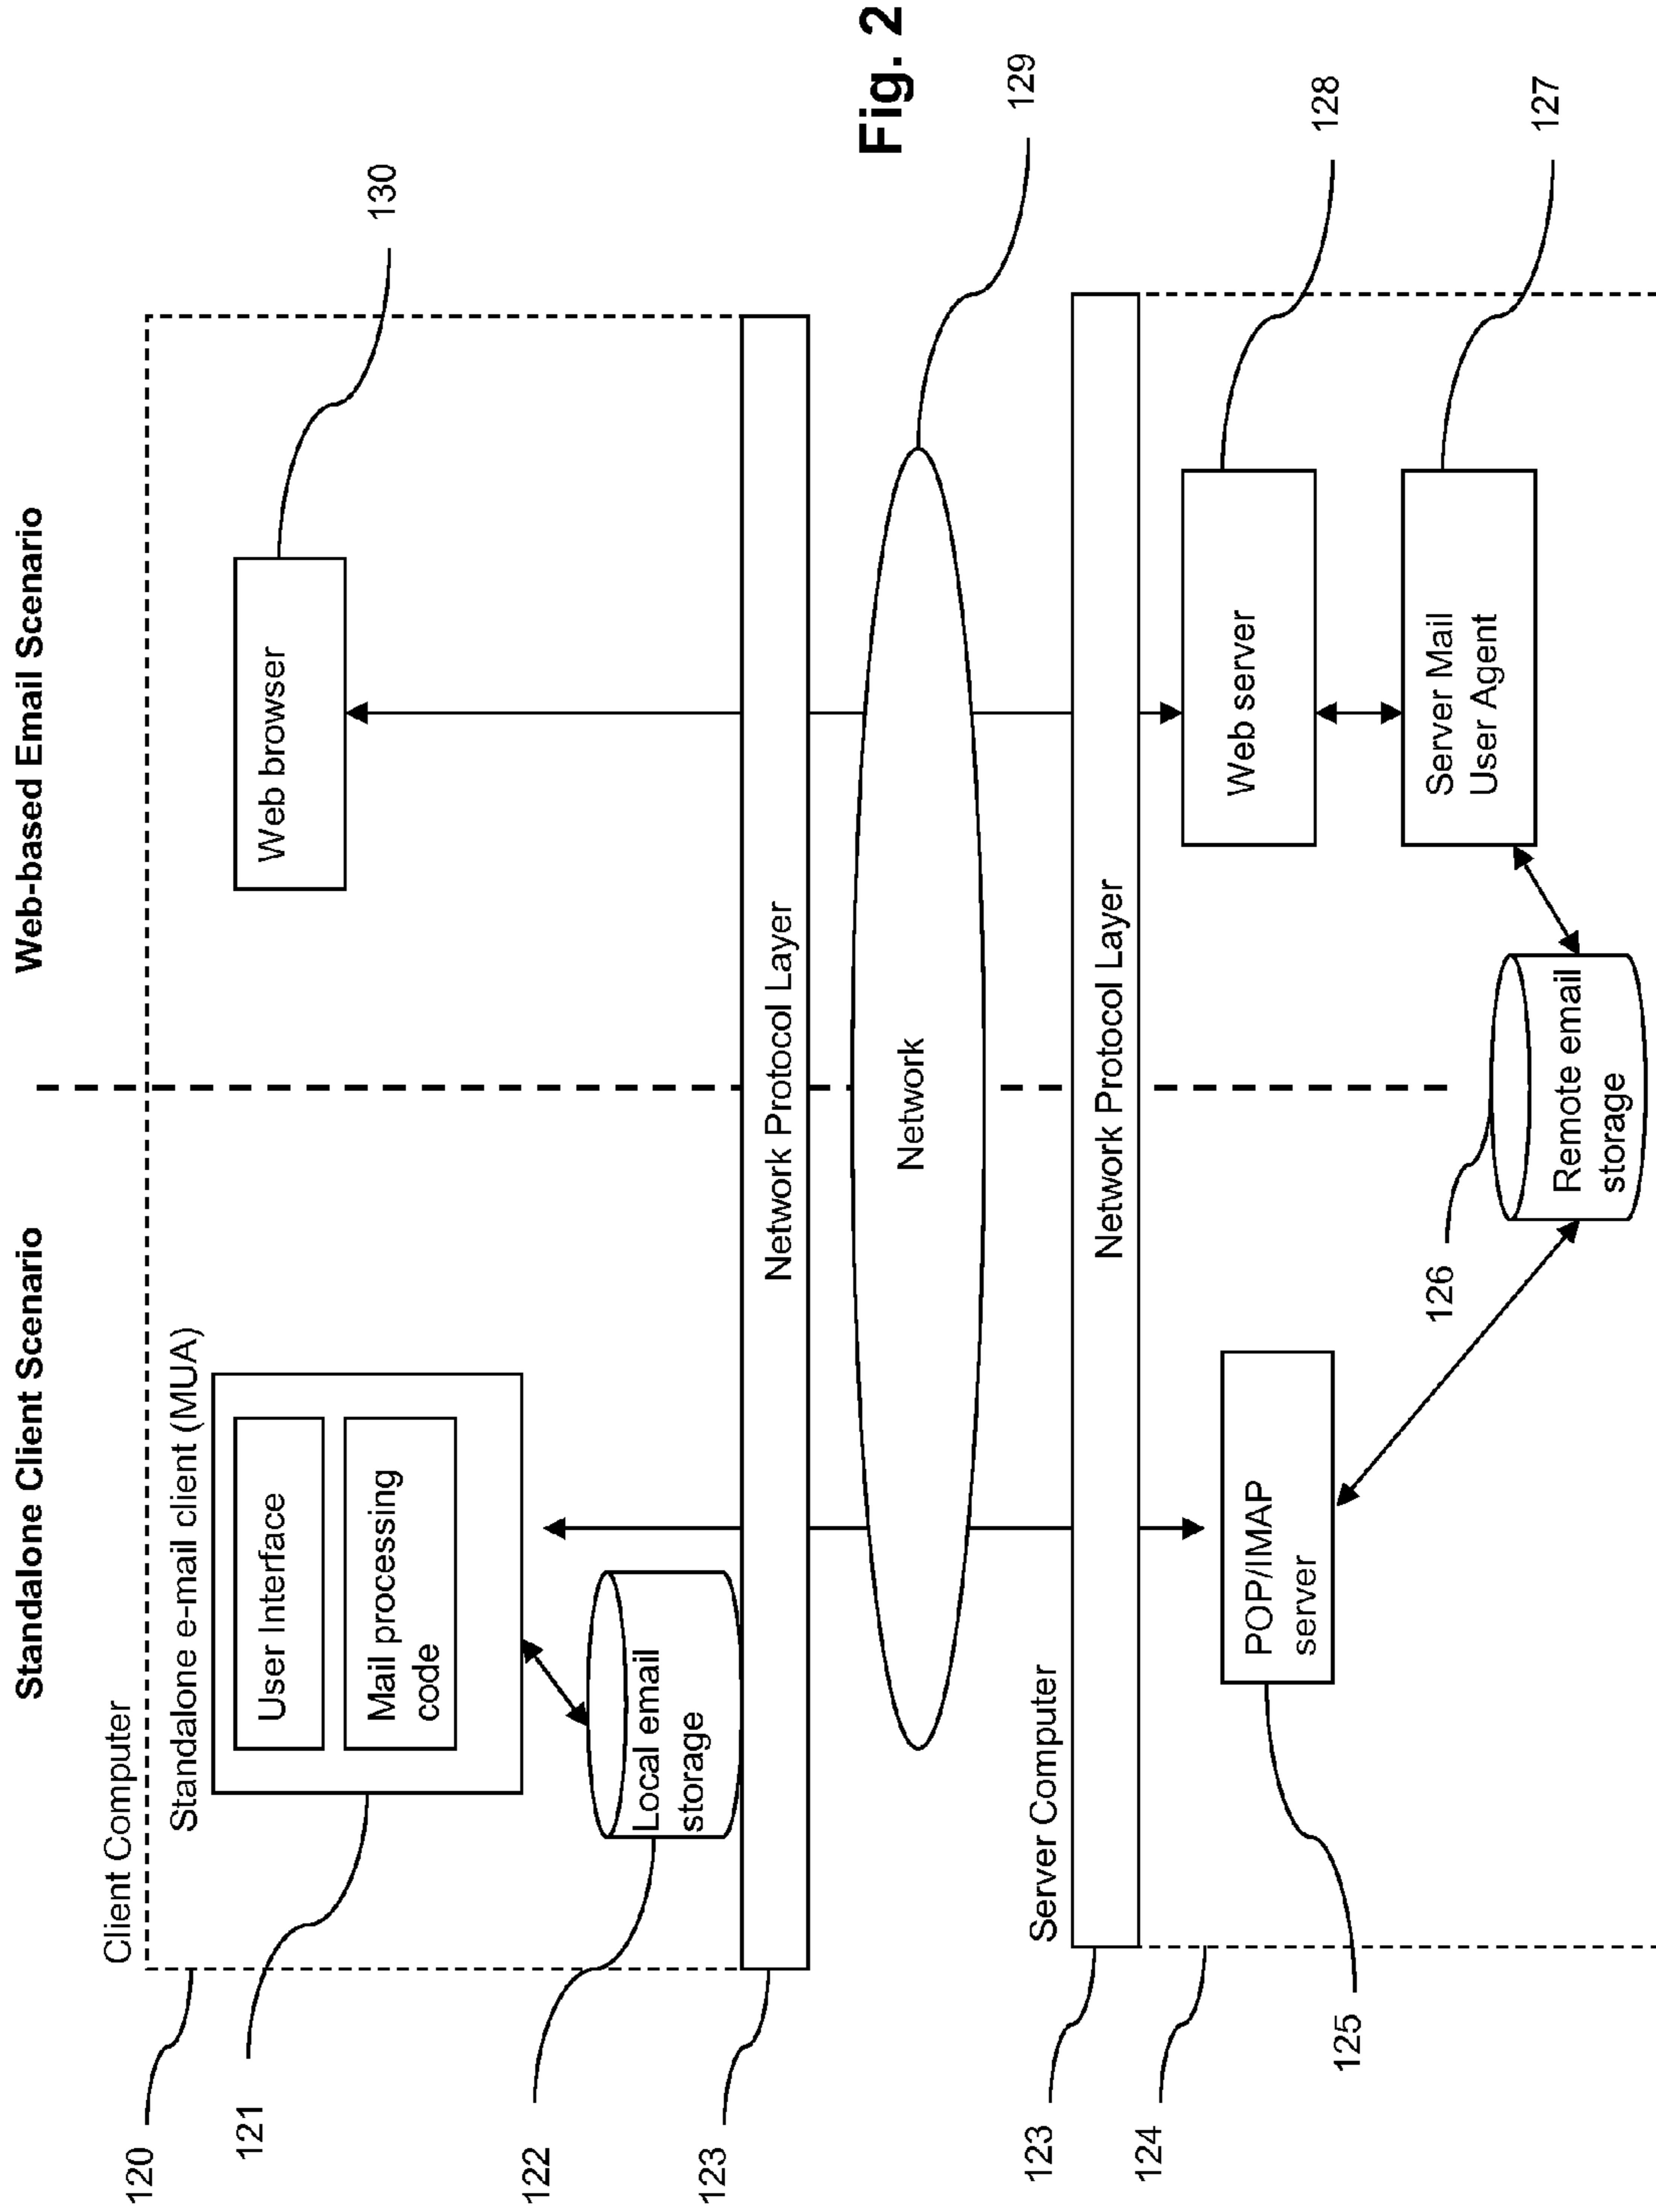 Standalone Client Scenario
Web-based Email Scenario
Client Computer
Standalone e-mail client (MUA)
User Interface
Mail processing
code
Local email
storage
Web browser
Network Protocol Layer
Network
Server Computer
Network Protocol Layer
POP/IMAP
server
Web server
Server Mail
User Agent
Remote email
storage
120
121
122
123
123
124
125
126
127
128
129
130
Fig. 2